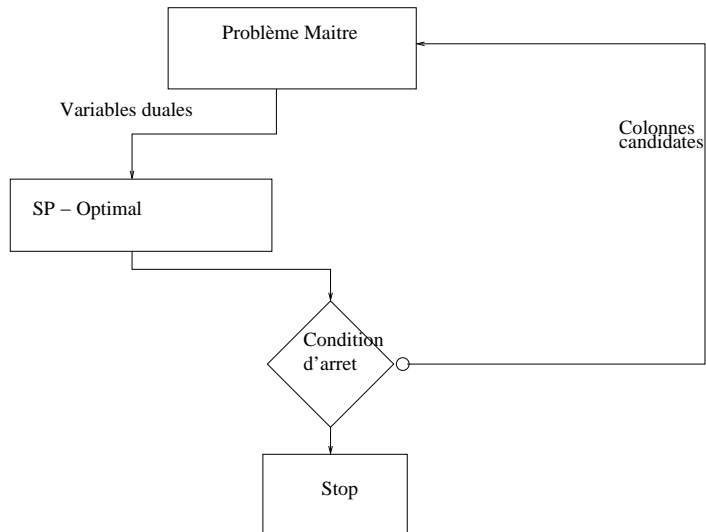 Problème Maitre
Variables duales
Colonnes
candidates
SP – Optimal
Condition
d'arret
Stop